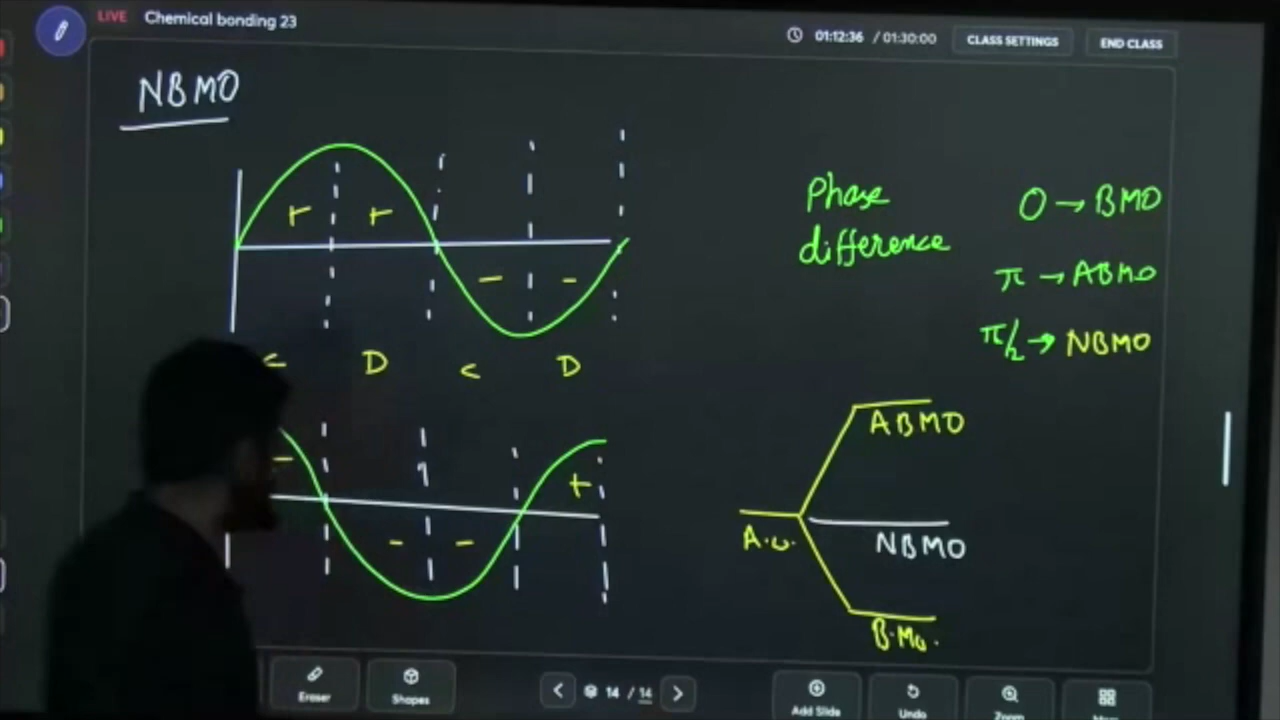 LIVE Chemical bonding 23
01:12:36 / 01:30:00 CLASS SETTINGS END CLASS
NBMO
+ + - -
C D C D
- - - +
Phase
difference
0 → BMO
π → ABMO
π/2 → NBMO
ABMO
A.O.
NBMO
B.MO.
Eraser Shapes 14 / 14 Add Slide Undo Zoom